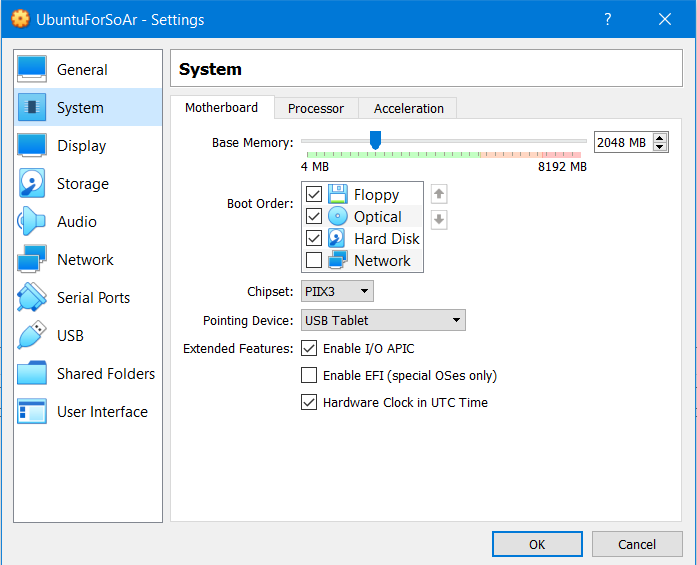 UbuntuForSoAr - Settings
?
General
System
Display
Storage
Audio
Network
Serial Ports
USB
Shared Folders
User Interface
System
Motherboard Processor Acceleration
Base Memory: 2048 MB
4 MB 8192 MB
Boot Order: Floppy
Optical
Hard Disk
Network
Chipset: PIIX3
Pointing Device: USB Tablet
Extended Features: Enable I/O APIC
Enable EFI (special OSes only)
Hardware Clock in UTC Time
OK Cancel